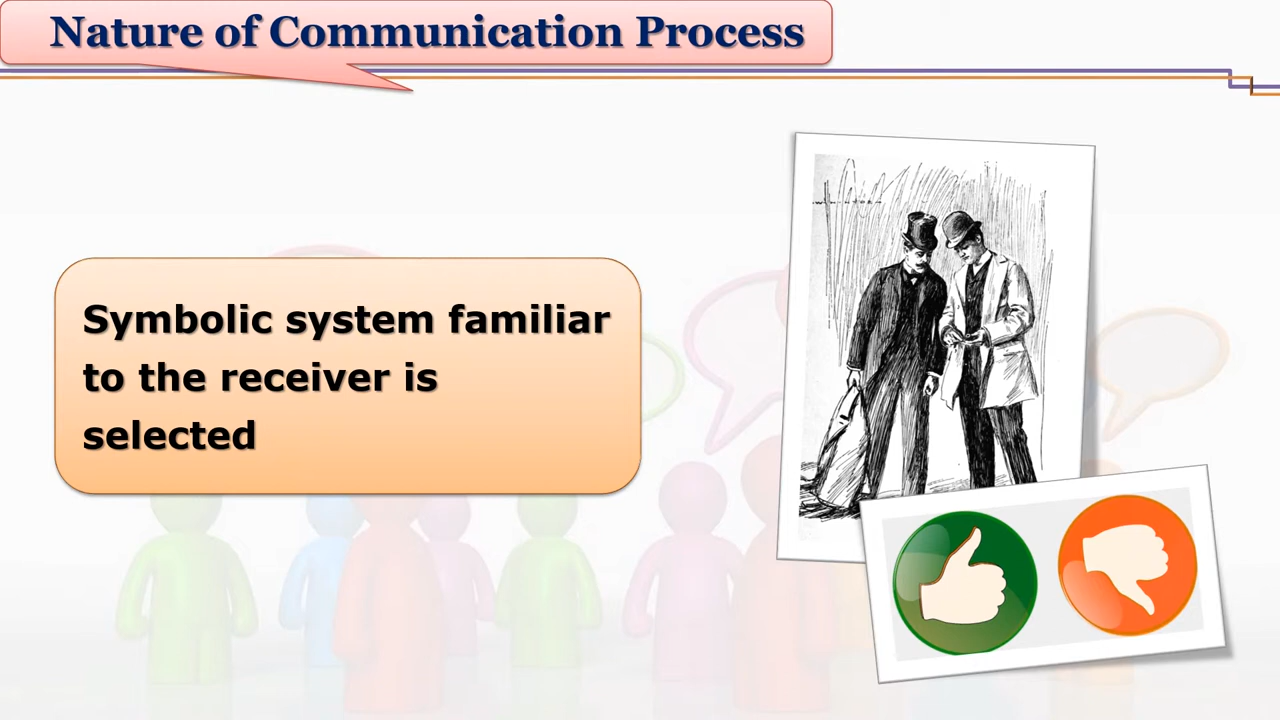 Nature of Communication Process
Symbolic system familiar
to the receiver is
selected